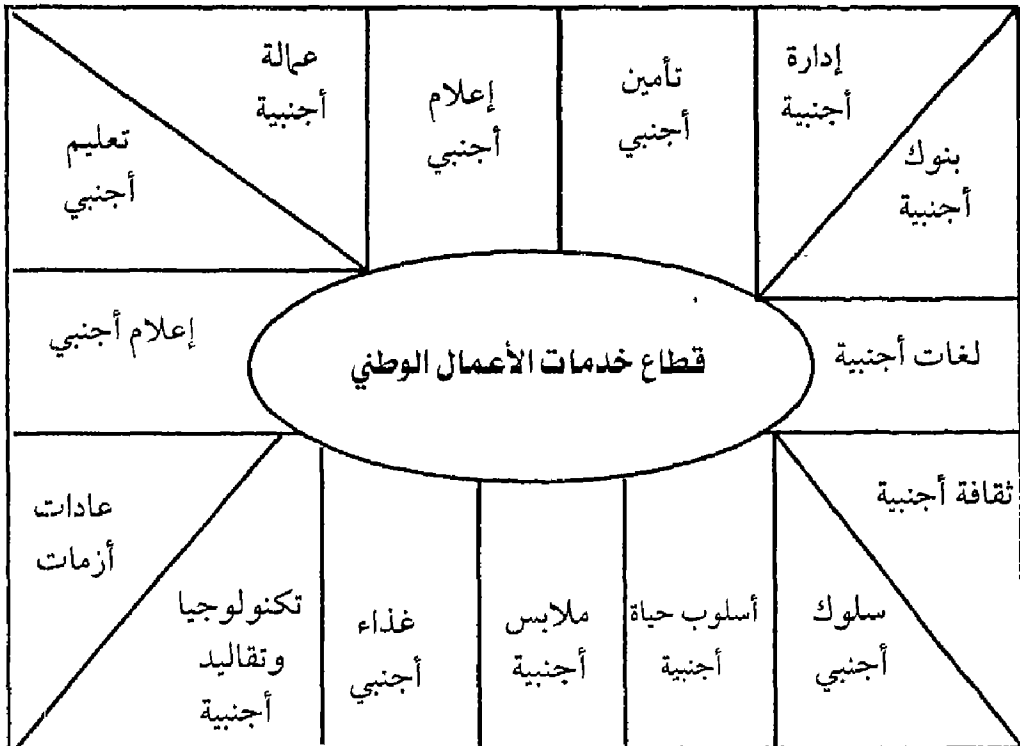 إدارة
أجنبية
تأمين
أجنبي
إعلام
أجنبي
عمالة
أجنبية
بنوك
أجنبية
تعليم
أجنبي
لغات أجنبية
قطاع خدمات الأعمال الوطني
إعلام أجنبي
ثقافة أجنبية
عادات
أزمات
سلوك
أجنبي
أسلوب حياة
أجنبية
ملابس
أجنبية
غذاء
أجنبي
تكنولوجيا
وتقاليد
أجنبية